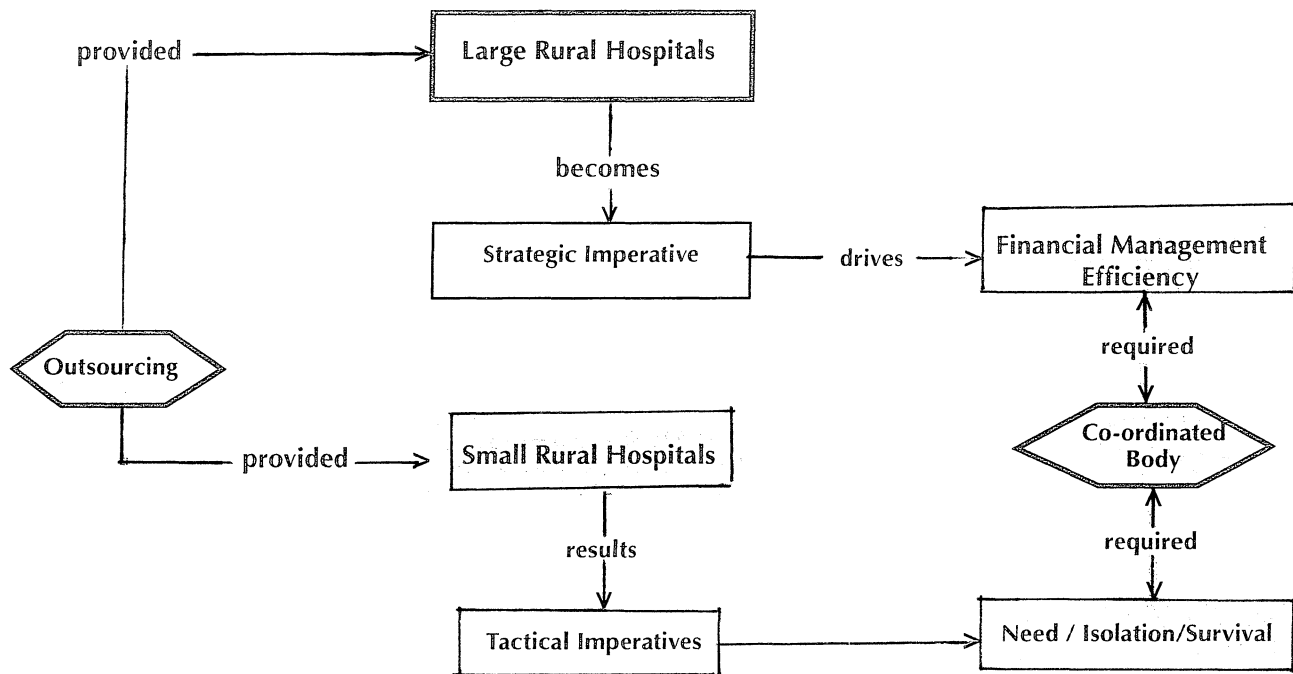 provided
Large Rural Hospitals
becomes
Strategic Imperative
drives
Financial Management
Efficiency
required
Outsourcing
Co-ordinated
Body
provided
Small Rural Hospitals
required
results
Tactical Imperatives
Need / Isolation/Survival